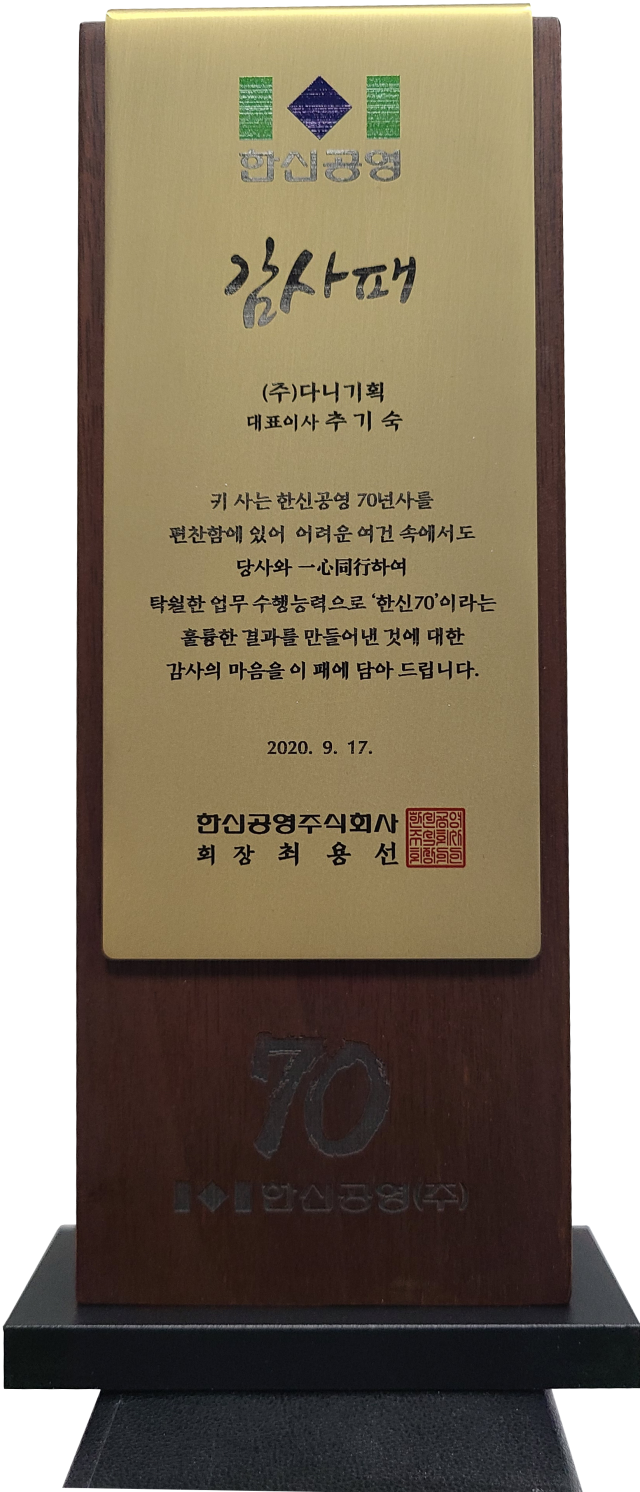 한신공영
감사패
(주)다니기획
대표이사 추 기 숙
귀 사는 한신공영 70년사를
편찬함에 있어 어려운 여건 속에서도
당사와 一心同行하여
탁월한 업무 수행능력으로 ‘한신70’이라는
훌륭한 결과를 만들어낸 것에 대한
감사의 마음을 이 패에 담아 드립니다.
2020. 9. 17.
한신공영주식회사
회 장 최 용 선
70
한신공영(주)